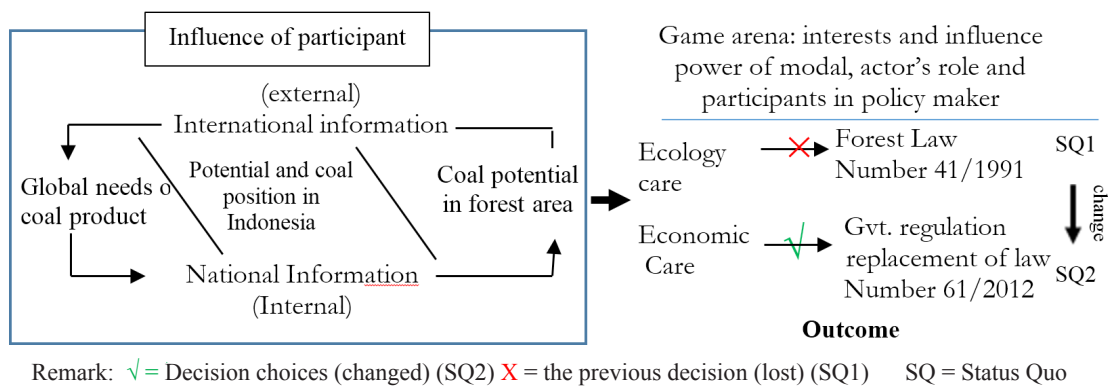 Influence of participant
(external)
International information
Global needs o
coal product
Potential and coal
position in
Indonesia
Coal potential
in forest area
National Information
(Internal)
Game arena: interests and influence
power of modal, actor's role and
participants in policy maker
Ecology
care
X
Forest Law
Number 41/1991
SQ1
change
Economic
Care
√
Gvt. regulation
replacement of law
Number 61/2012
SQ2
Outcome
Remark: √ = Decision choices (changed) (SQ2) X = the previous decision (lost) (SQ1) SQ = Status Quo